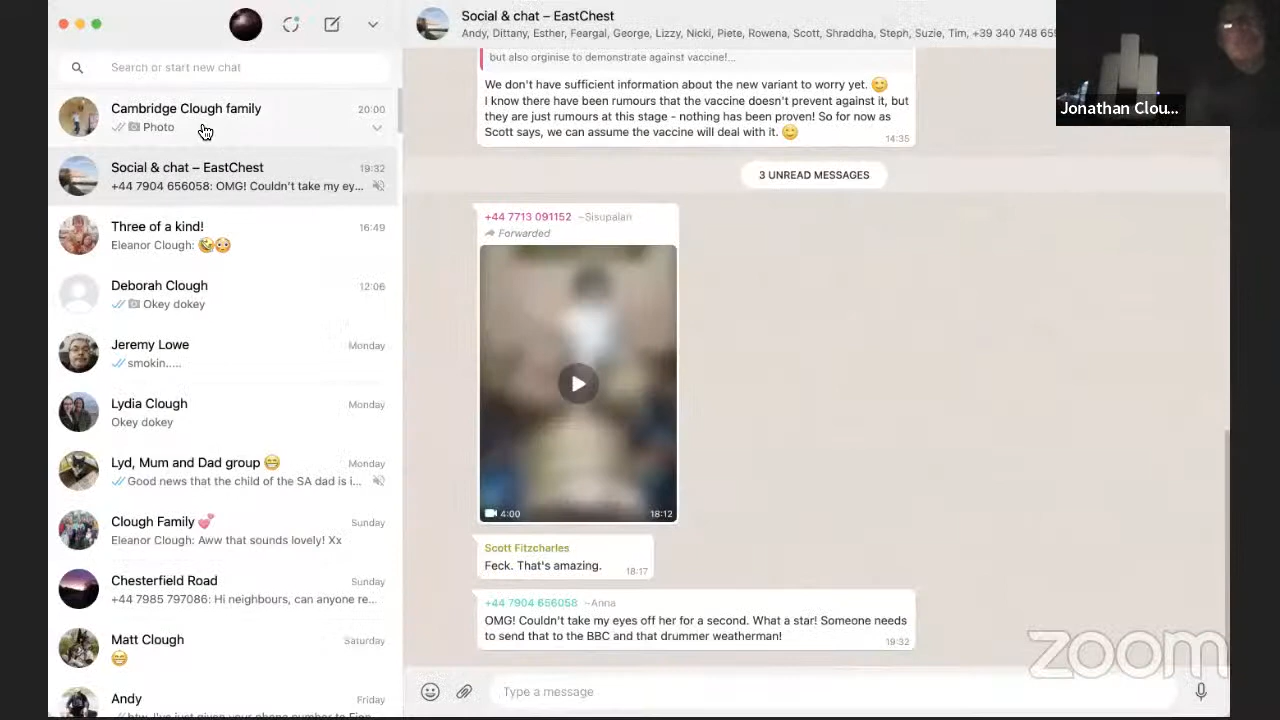 Search or start new chat
Cambridge Clough family 20:00
Photo
Social & chat – EastChest 19:32
+44 7904 656058: OMG! Couldn't take my ey...
Three of a kind! 16:49
Eleanor Clough: 🤣😳
Deborah Clough 12:06
Okey dokey
Jeremy Lowe Monday
smokin.....
Lydia Clough Monday
Okey dokey
Lyd, Mum and Dad group 😁 Monday
Good news that the child of the SA dad is i...
Clough Family 💞 Sunday
Eleanor Clough: Aww that sounds lovely! Xx
Chesterfield Road Sunday
+44 7985 797086: Hi neighbours, can anyone re...
Matt Clough Saturday
😁
Andy Friday
Social & chat – EastChest
Andy, Dittany, Esther, Feargal, George, Lizzy, Nicki, Piete, Rowena, Scott, Shraddha, Steph, Suzie, Tim, +39 340 748 65
but also orginise to demonstrate against vaccine!...
We don't have sufficient information about the new variant to worry yet. 😊
I know there have been rumours that the vaccine doesn't prevent against it, but
they are just rumours at this stage - nothing has been proven! So for now as
Scott says, we can assume the vaccine will deal with it. 😊
14:35
3 UNREAD MESSAGES
+44 7713 091152 ~Sisupalan
Forwarded
4:00 18:12
Scott Fitzcharles
Feck. That's amazing. 18:17
+44 7904 656058 ~Anna
OMG! Couldn't take my eyes off her for a second. What a star! Someone needs
to send that to the BBC and that drummer weatherman! 19:32
Type a message
Jonathan Clou...
zoom